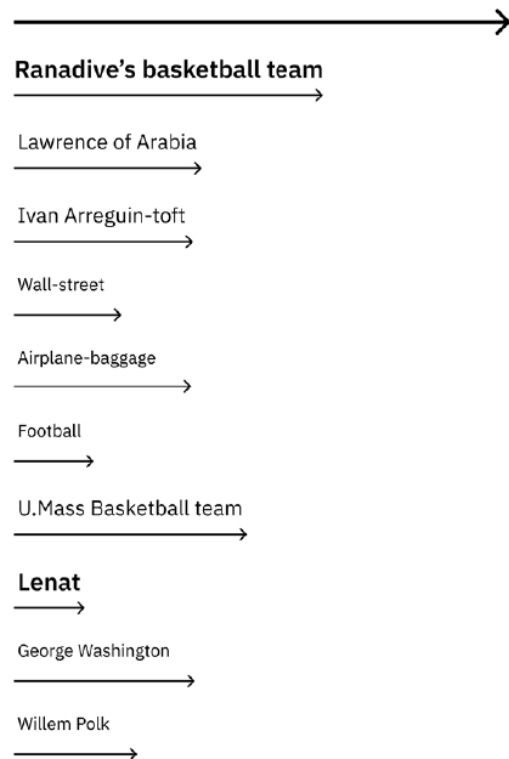 Ranadive's basketball team
Lawrence of Arabia
Ivan Arreguin-toft
Wall-street
Airplane-baggage
Football
U.Mass Basketball team
Lenat
George Washington
Willem Polk